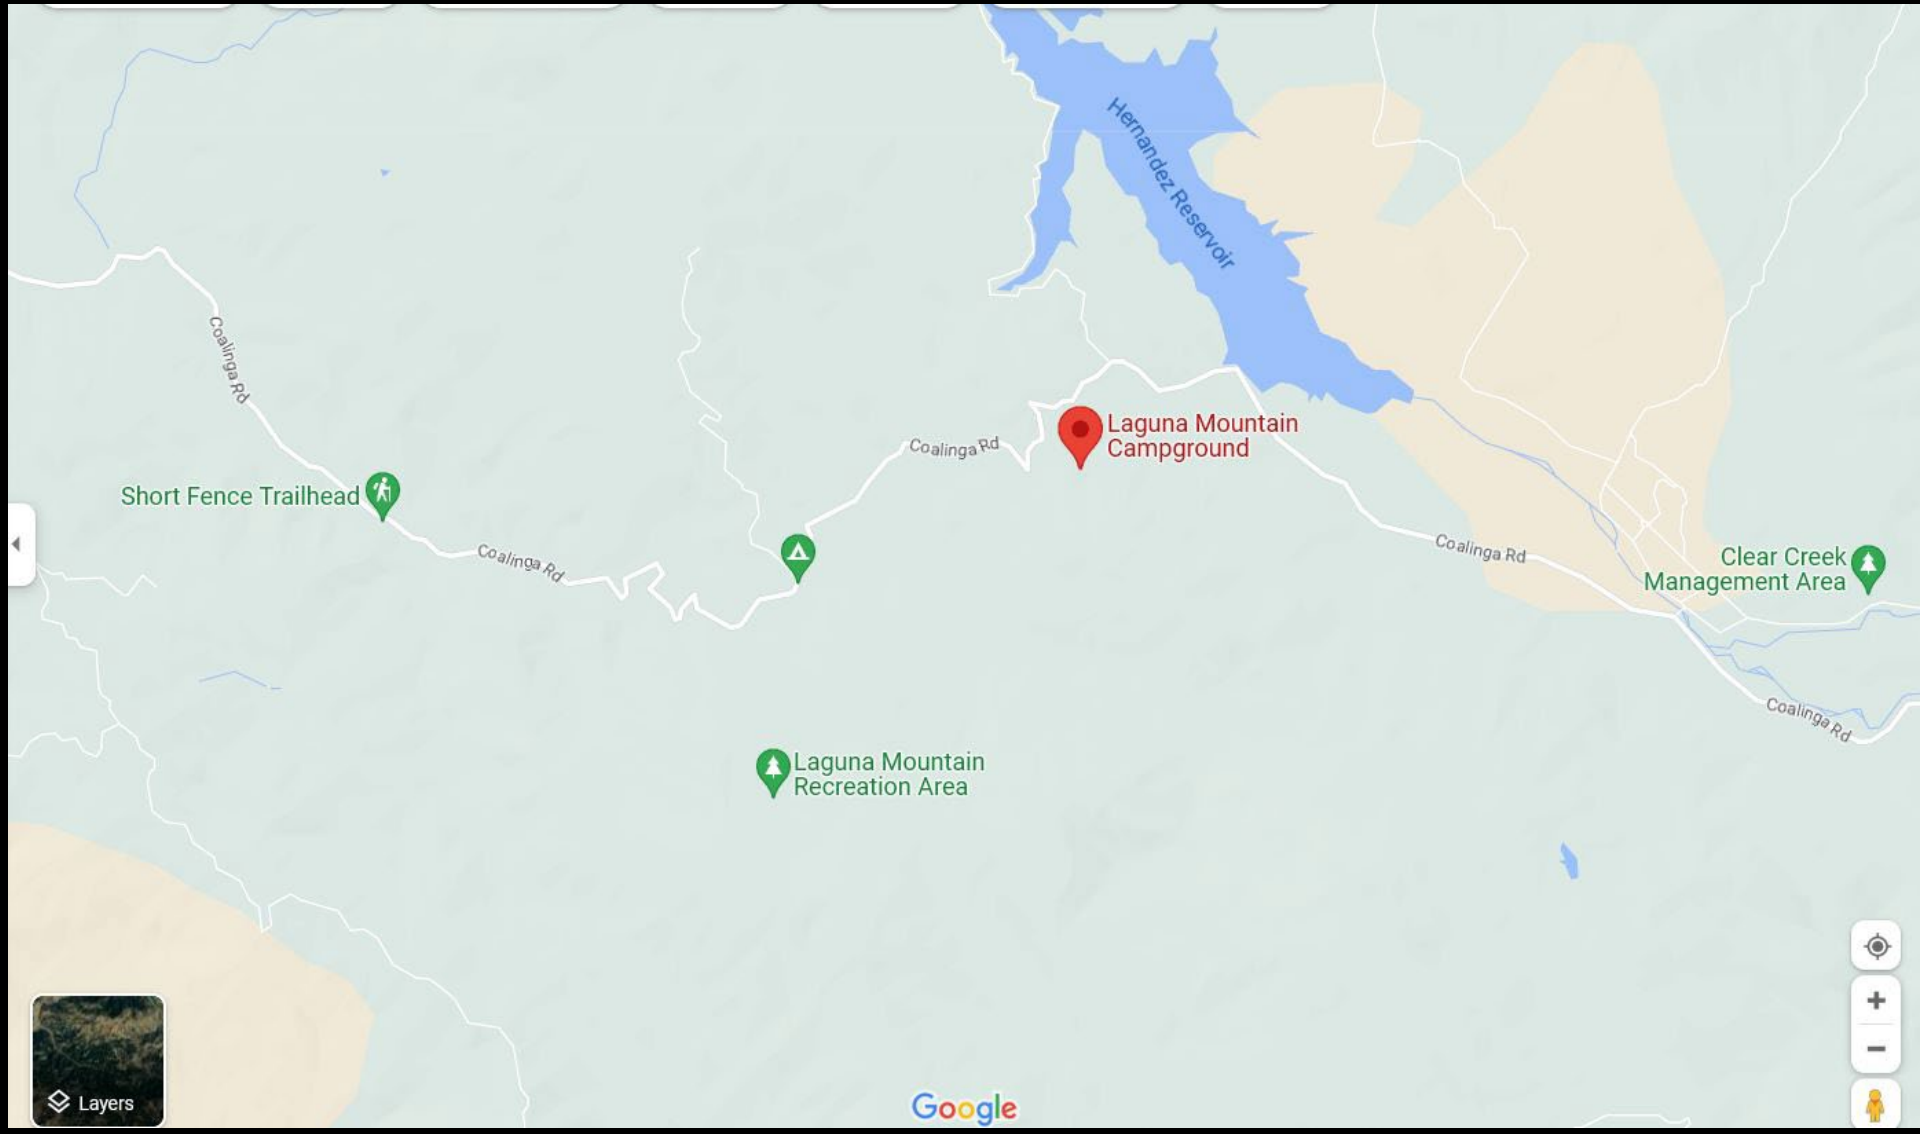 Hernandez Reservoir
Coalinga Rd
Laguna Mountain
Campground
Coalinga Rd
Short Fence Trailhead
Coalinga Rd
Coalinga Rd
Clear Creek
Management Area
Coalinga Rd
Laguna Mountain
Recreation Area
Layers
Google